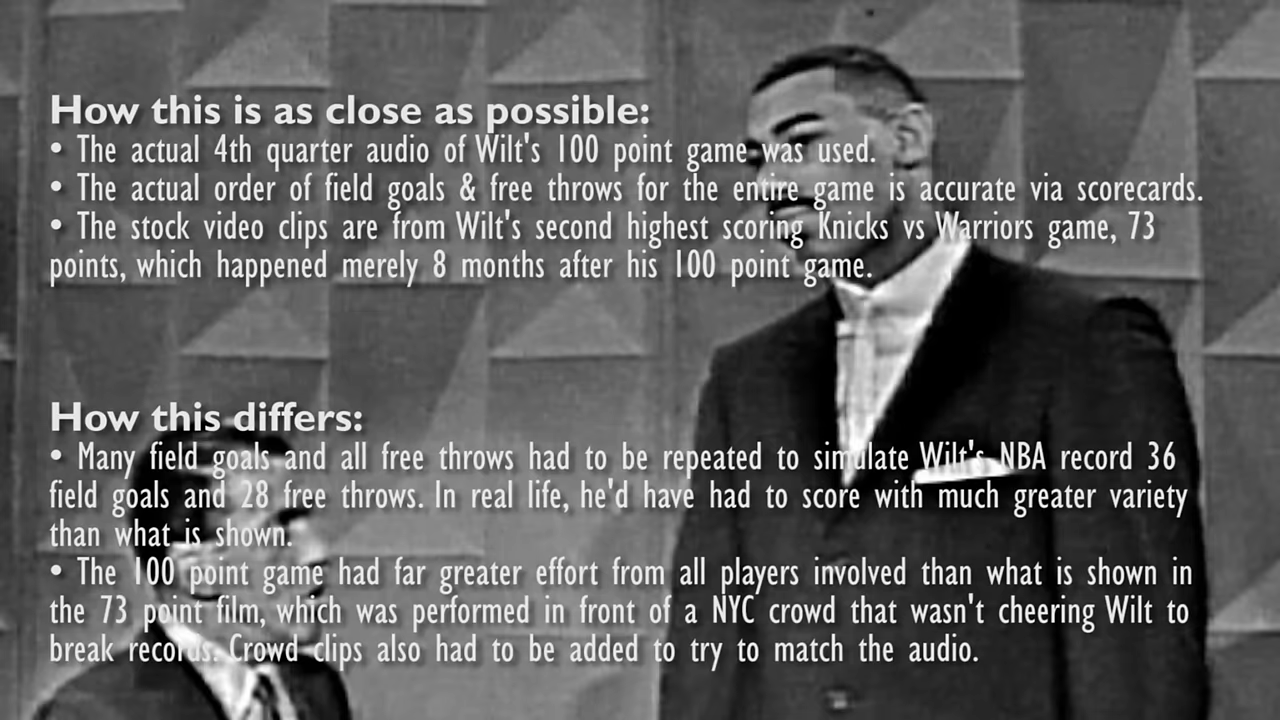 How this is as close as possible:
• The actual 4th quarter audio of Wilt's 100 point game was used.
• The actual order of field goals & free throws for the entire game is accurate via scorecards.
• The stock video clips are from Wilt's second highest scoring Knicks vs Warriors game, 73
points, which happened merely 8 months after his 100 point game.
How this differs:
• Many field goals and all free throws had to be repeated to simulate Wilt's NBA record 36
field goals and 28 free throws. In real life, he'd have had to score with much greater variety
than what is shown.
• The 100 point game had far greater effort from all players involved than what is shown in
the 73 point film, which was performed in front of a NYC crowd that wasn't cheering Wilt to
break records. Crowd clips also had to be added to try to match the audio.